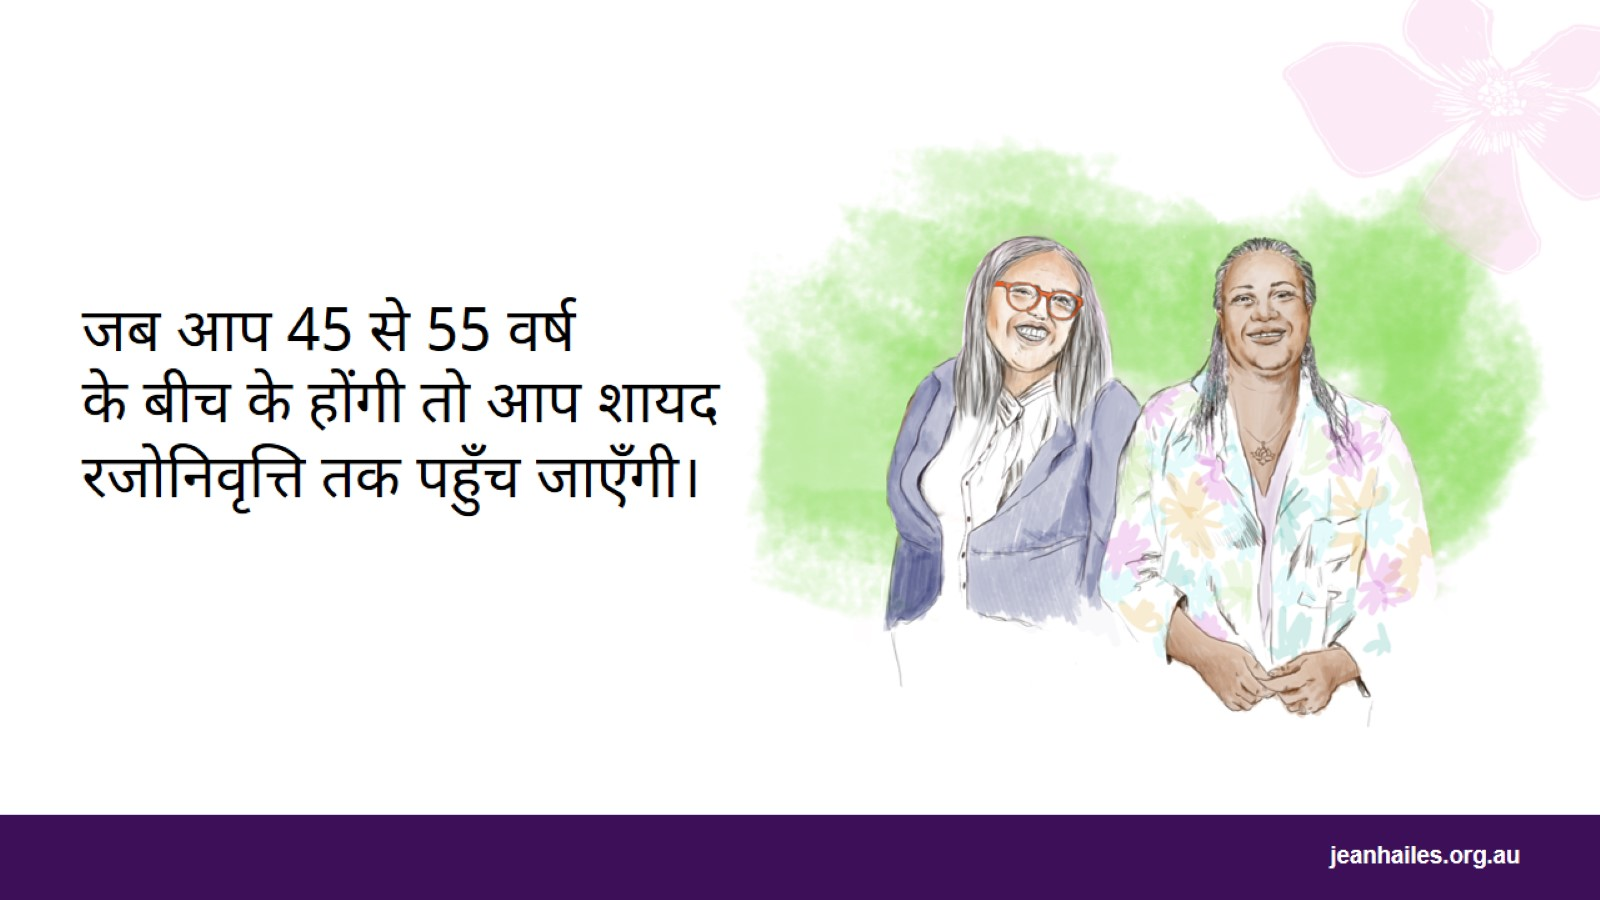 जब आप 45 से 55 वर्ष
के बीच के होंगी तो आप शायद
रजोनिवृत्ति तक पहुँच जाएँगी।
jeanhailes.org.au